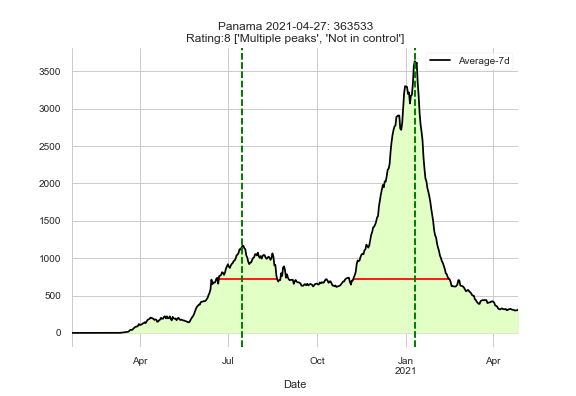 Panama 2021-04-27: 363533
Rating:8 ['Multiple peaks', 'Not in control']
Average-7d
3500
3000
2500
2000
1500
1000
500
0
Apr
Jul
Oct
Jan
2021
Apr
Date